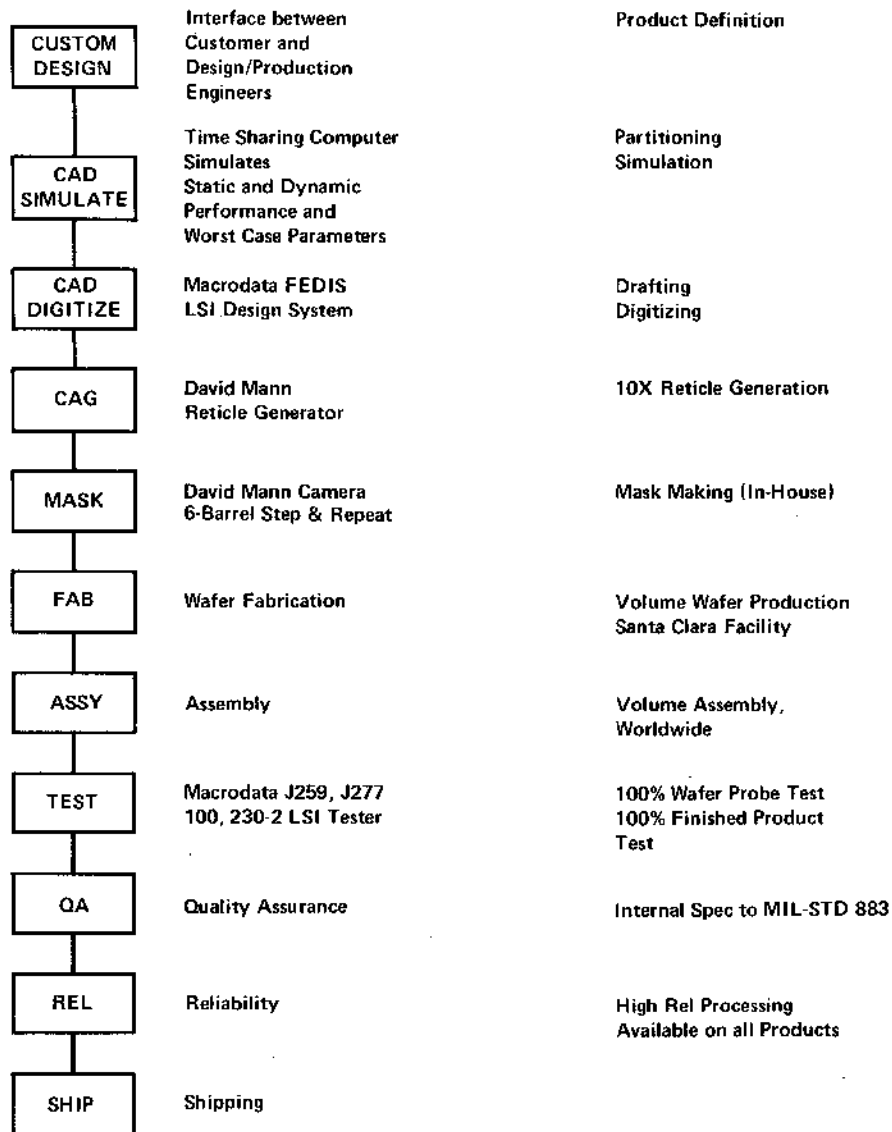 CUSTOM
DESIGN
Interface between
Customer and
Design/Production
Engineers
Product Definition
CAD
SIMULATE
Time Sharing Computer
Simulates
Static and Dynamic
Performance and
Worst Case Parameters
Partitioning
Simulation
CAD
DIGITIZE
Macrodata FEDIS
LSI Design System
Drafting
Digitizing
CAG
David Mann
Reticle Generator
10X Reticle Generation
MASK
David Mann Camera
6-Barrel Step & Repeat
Mask Making (In-House)
FAB
Wafer Fabrication
Volume Wafer Production
Santa Clara Facility
ASSY
Assembly
Volume Assembly,
Worldwide
TEST
Macrodata J259, J277
100, 230-2 LSI Tester
100% Wafer Probe Test
100% Finished Product
Test
QA
Quality Assurance
Internal Spec to MIL-STD 883
REL
Reliability
High Rel Processing
Available on all Products
SHIP
Shipping